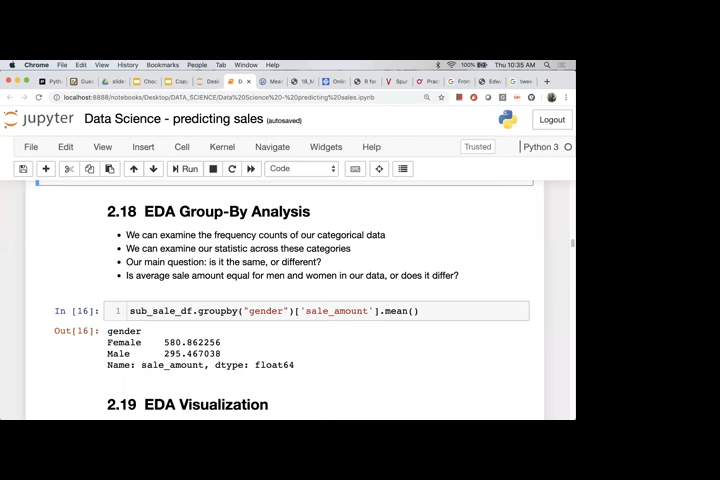 Chrome File Edit View History Bookmarks People Tab Window Help 100% Thu 10:35 AM
localhost:8888/notebooks/Desktop/DATA_SCIENCE/Data%20Science%20-%20predicting%20sales.ipynb
jupyter Data Science - predicting sales (autosaved) Logout
File Edit View Insert Cell Kernel Navigate Widgets Help Trusted Python 3
Run Code
2.18 EDA Group-By Analysis
• We can examine the frequency counts of our categorical data
• We can examine our statistic across these categories
• Our main question: is it the same, or different?
• Is average sale amount equal for men and women in our data, or does it differ?
In [16]: 1 sub_sale_df.groupby("gender")['sale_amount'].mean()
Out[16]: gender
Female 580.862256
Male 295.467038
Name: sale_amount, dtype: float64
2.19 EDA Visualization